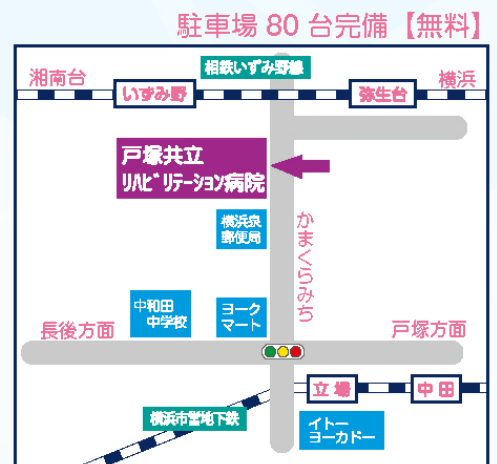 駐車場 80 台完備【無料】
相鉄いずみ野線
湘南台
いずみ野
弥生台
横浜
戸塚共立
リハビリテーション病院
横浜泉
郵便局
かまくらみち
中和田
中学校
ヨーク
マート
長後方面
戸塚方面
立場
中田
横浜市営地下鉄
イトー
ヨーカドー